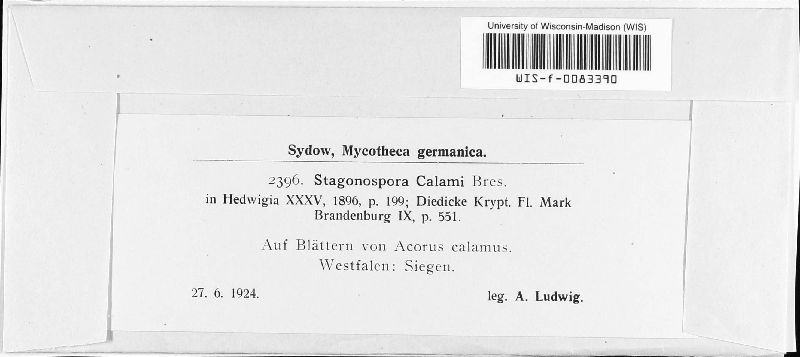 University of Wisconsin-Madison (WIS)
WIS-f-0083390
Sydow, Mycotheca germanica.
2396. Stagonospora Calami Bres.
in Hedwigia XXXV, 1896, p. 199; Diedicke Krypt. Fl. Mark
Brandenburg IX, p. 551.
Auf Blättern von Acorus calamus.
Westfalen: Siegen.
27. 6. 1924. leg. A. Ludwig.